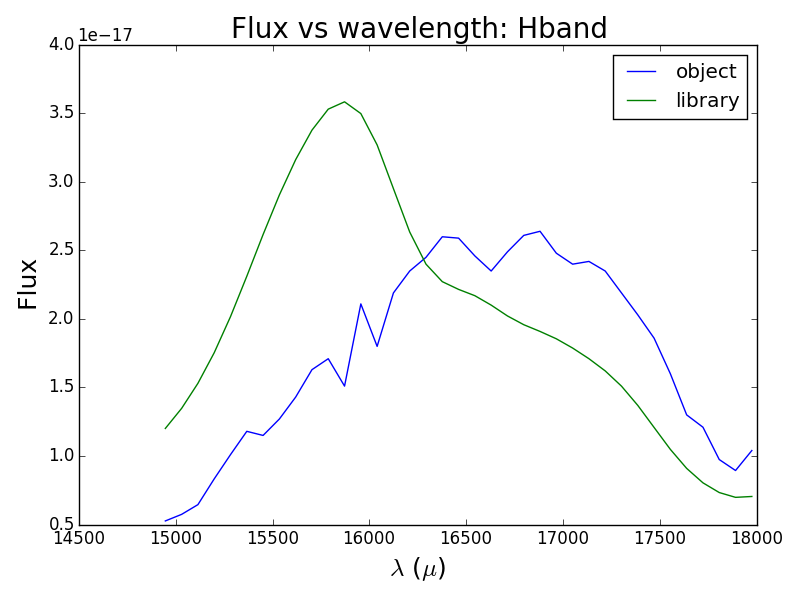 Flux vs wavelength: Hband
1e−17
object
library
4.0
3.5
3.0
2.5
2.0
1.5
1.0
0.5
Flux
14500 15000 15500 16000 16500 17000 17500 18000
λ (μ)